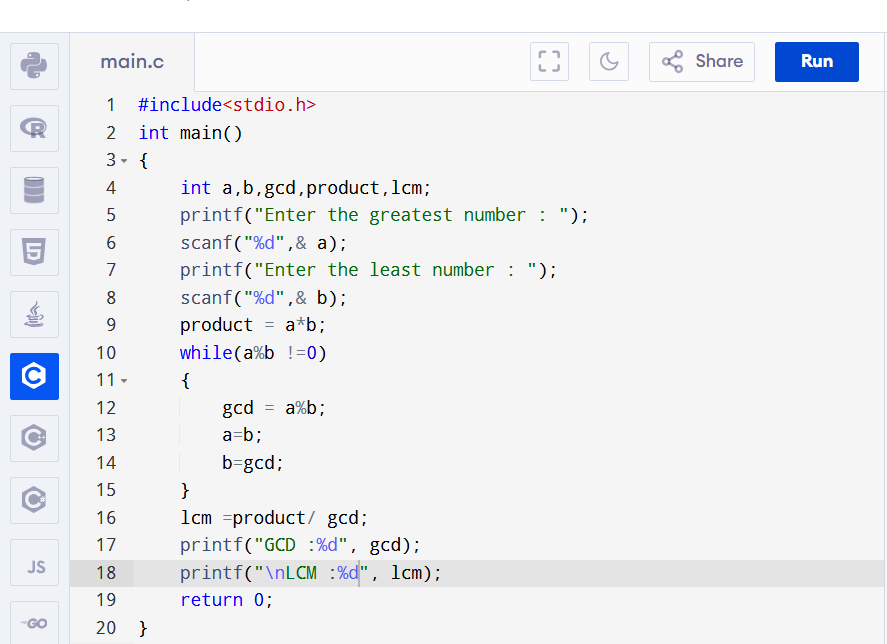 main.c
Share
Run
1 #include<stdio.h>
2 int main()
3 {
4 int a,b,gcd,product,lcm;
5 printf("Enter the greatest number : ");
6 scanf("%d",& a);
7 printf("Enter the least number : ");
8 scanf("%d",& b);
9 product = a*b;
10 while(a%b !=0)
11 {
12 gcd = a%b;
13 a=b;
14 b=gcd;
15 }
16 lcm =product/ gcd;
17 printf("GCD :%d", gcd);
18 printf("\nLCM :%d", lcm);
19 return 0;
20 }
R
5
C
C
C
JS
GO